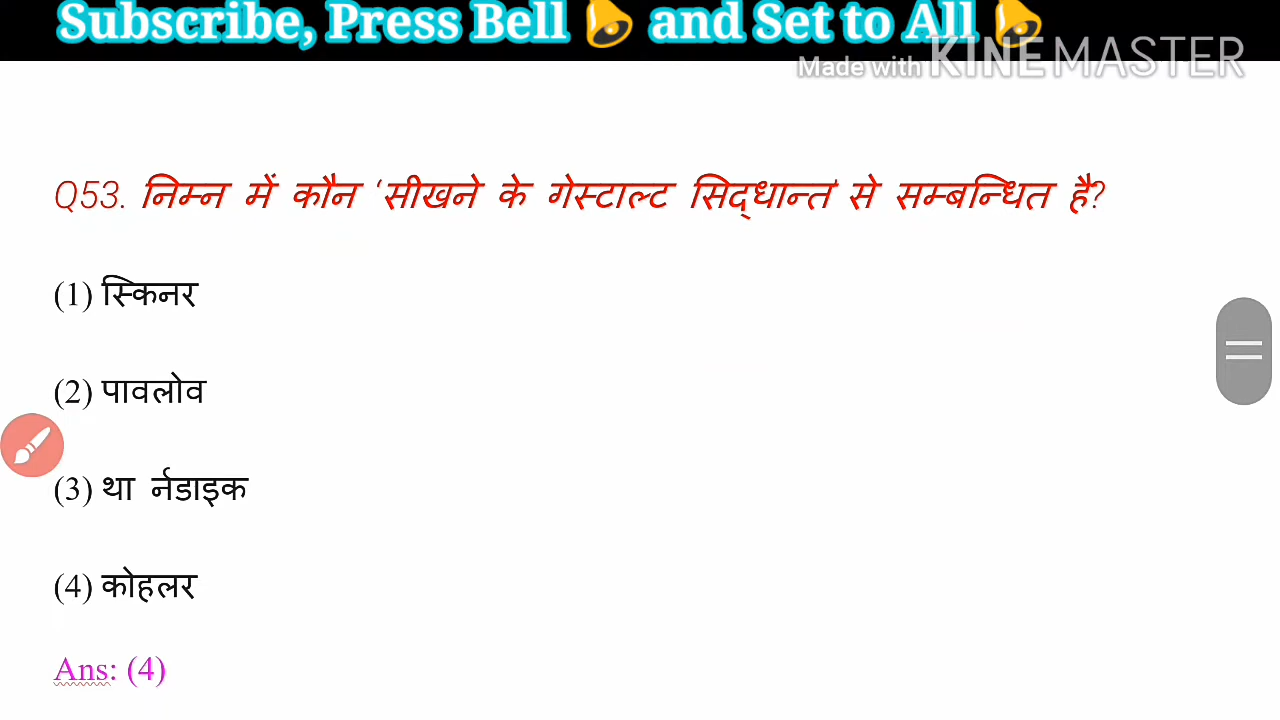 Subscribe, Press Bell 🔔 and Set to All 🔔
Made with KINEMASTER
Q53. निम्न में कौन ‘सीखने के गेस्टाल्ट सिद्धान्त' से सम्बन्धित है?
(1) स्किनर
(2) पावलोव
(3) था र्नडाइक
(4) कोहलर
Ans: (4)